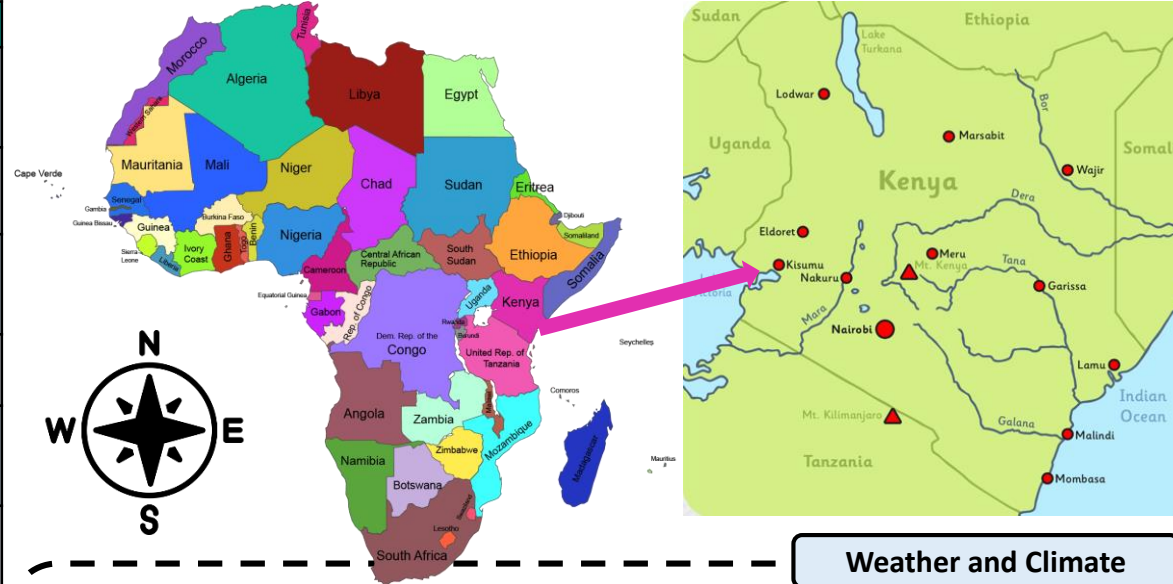 Morocco
Tunisia
Algeria
Libya
Egypt
Western Sahara
Mauritania
Mali
Niger
Chad
Sudan
Eritrea
Cape Verde
Senegal
Gambia
Guinea Bissau
Guinea
Sierra
Leone
Liberia
Ivory
Coast
Burkina Faso
Ghana
Togo
Benin
Nigeria
Cameroon
Central African
Republic
South
Sudan
Ethiopia
Djibouti
Somaliland
Somalia
Equatorial Guinea
Gabon
Rep. of Congo
Dem. Rep. of the
Congo
Uganda
Kenya
Rwanda
Burundi
United Rep. of
Tanzania
Seychelles
Comoros
Angola
Zambia
Malawi
Mozambique
Zimbabwe
Namibia
Botswana
Swaziland
Lesotho
South Africa
Madagascar
Mauritius
N
W
E
S
Sudan
Ethiopia
Lake
Turkana
Lodwar
Marsabit
Bor
Uganda
Somal
Wajir
Kenya
Dera
Eldoret
Meru
Kisumu
Mt. Kenya
Tana
Nakuru
Garissa
ictoria
Mara
Nairobi
Lamu
Indian
Ocean
Mt. Kilimanjaro
Galana
Malindi
Tanzania
Mombasa
Weather and Climate